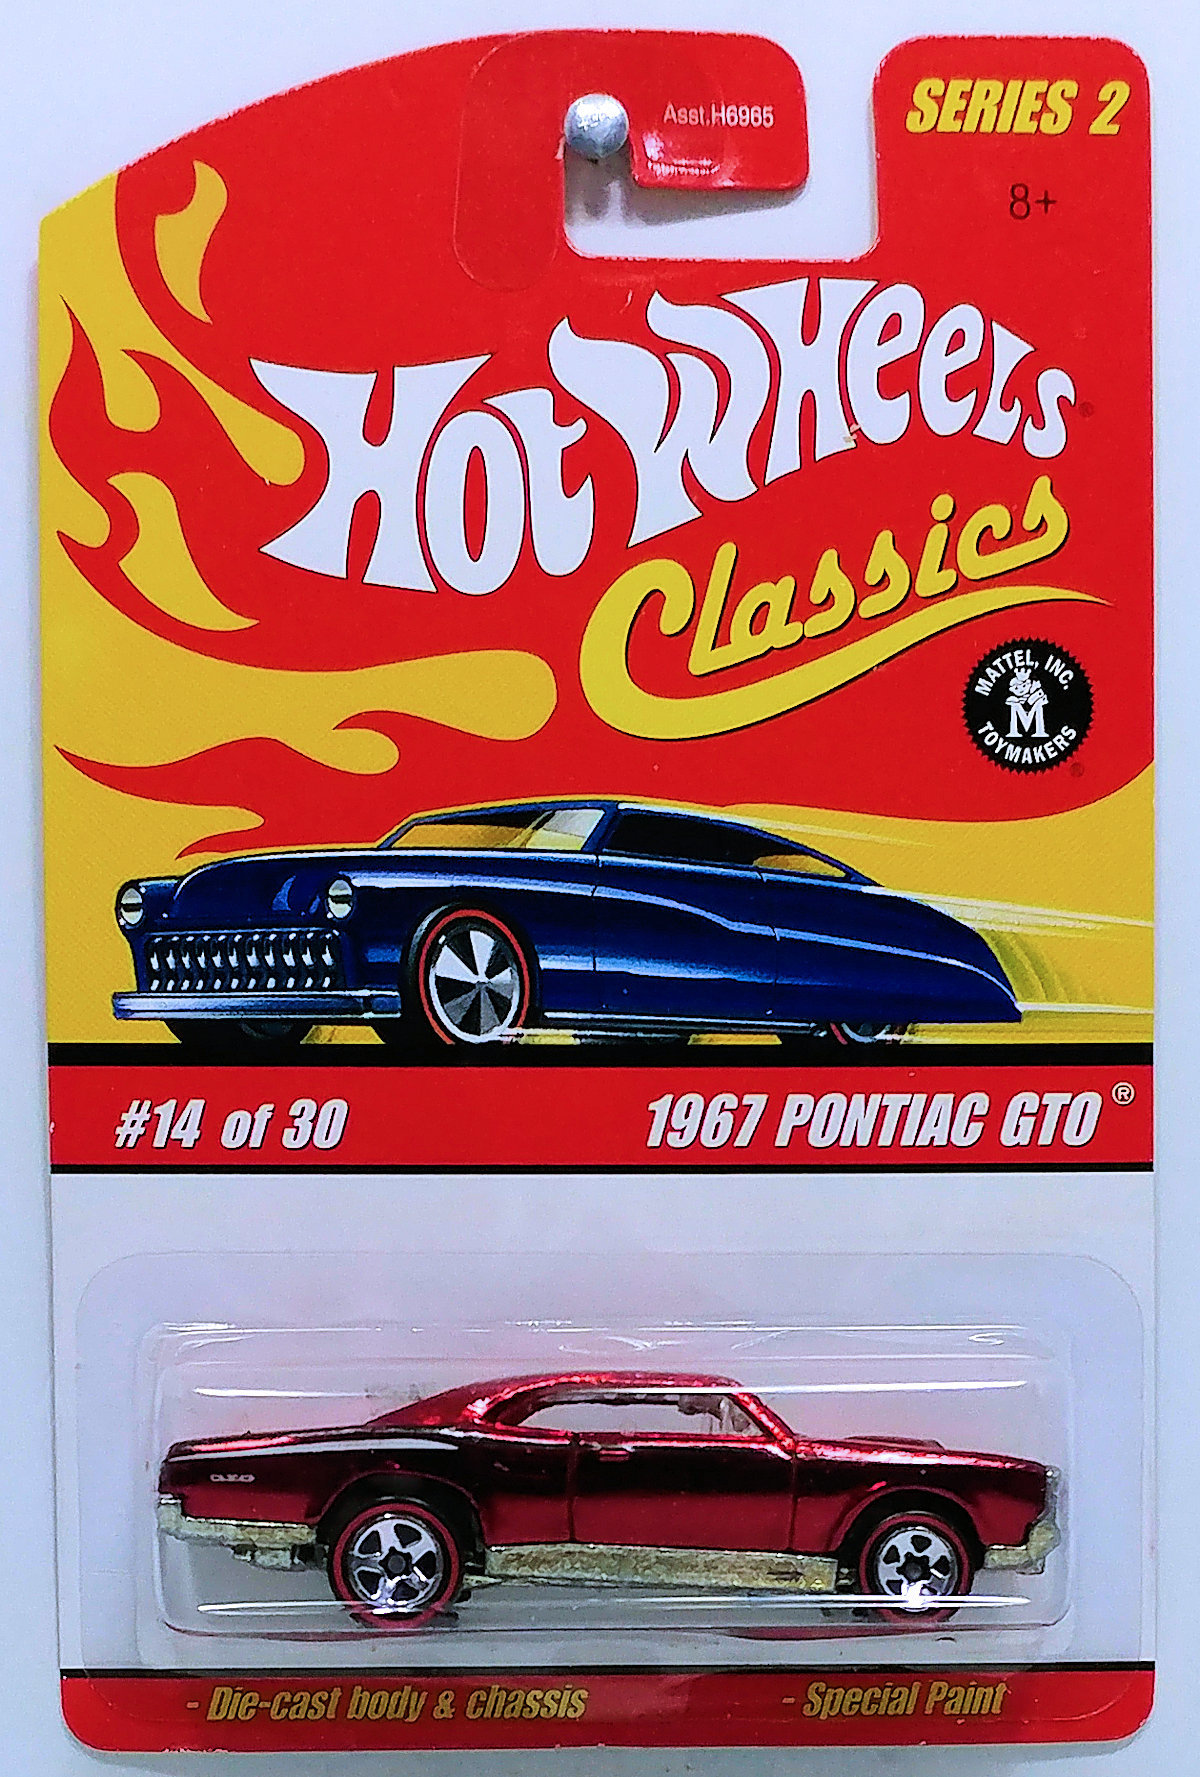 Asst.H6965
SERIES 2
8+
HOT WHEELS®
Classics
MATTEL, INC.
M
TOYMAKERS
®
#14 of 30
1967 PONTIAC GTO®
GTO
- Die-cast body & chassis
- Special Paint